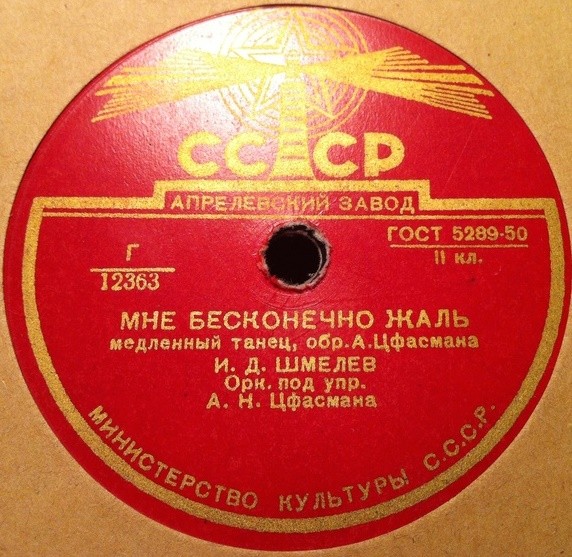 СССР
АПРЕЛЕВСКИЙ ЗАВОД
ГОСТ 5289-50
II кл.
Г
12363
МНЕ БЕСКОНЕЧНО ЖАЛЬ
медленный танец, обр. А. Цфасмана
И. Д. ШМЕЛЕВ
Орк. под упр.
А. Н. Цфасмана
МИНИСТЕРСТВО КУЛЬТУРЫ С.С.С.Р.